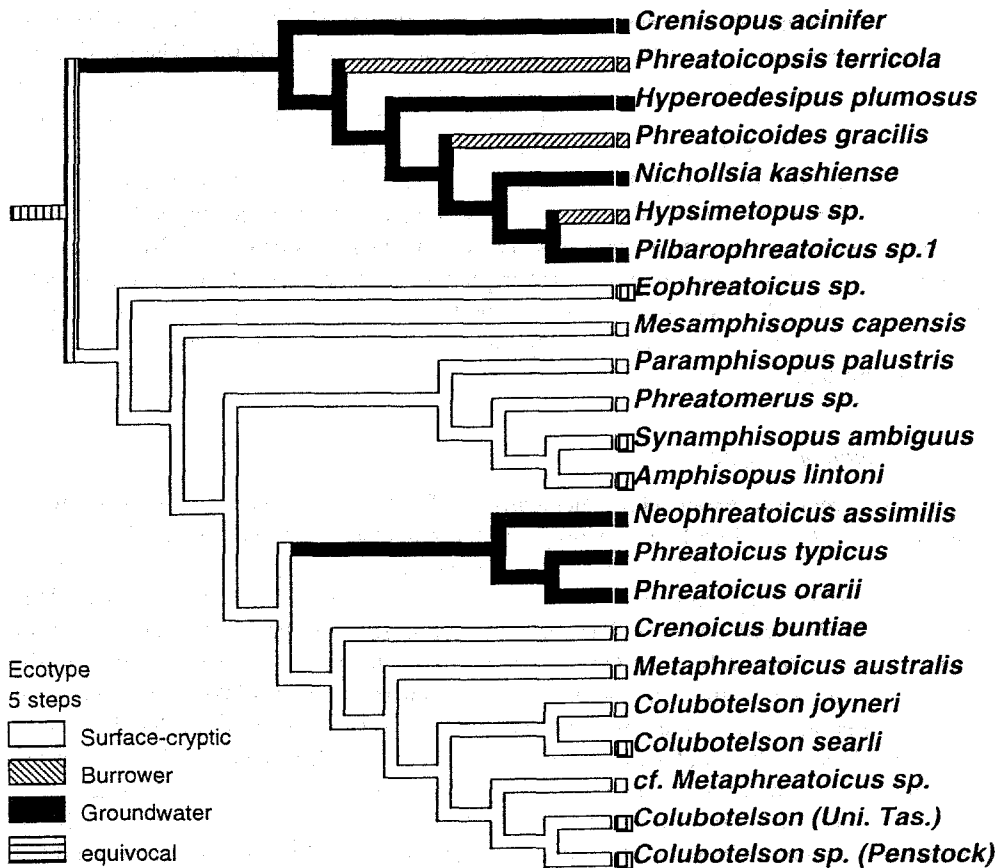 Crenisopus acinifer
Phreatoicopsis terricola
Hyperoedesipus plumosus
Phreatoicoides gracilis
Nichollsia kashiense
Hypsimetopus sp.
Pilbarophreatoicus sp.1
Eophreatoicus sp.
Mesamphisopus capensis
Paramphisopus palustris
Phreatomerus sp.
Synamphisopus ambiguus
Amphisopus lintoni
Neophreatoicus assimilis
Phreatoicus typicus
Phreatoicus orarii
Crenoicus buntiae
Metaphreatoicus australis
Colubotelson joyneri
Colubotelson searli
cf. Metaphreatoicus sp.
Colubotelson (Uni. Tas.)
Colubotelson sp. (Penstock)
Ecotype
5 steps
Surface-cryptic
Burrower
Groundwater
equivocal